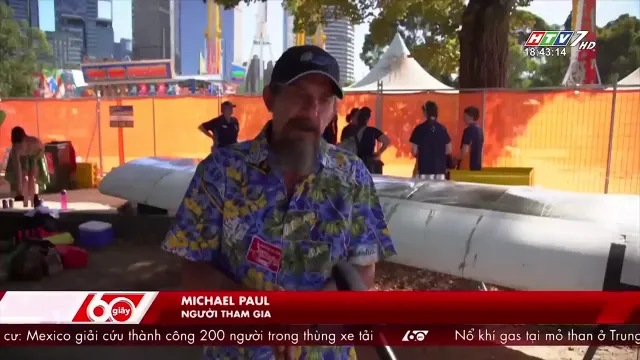 HTV7 HD
18:43:14
60 giây
MICHAEL PAUL
NGƯỜI THAM GIA
cư: Mexico giải cứu thành công 200 người trong thùng xe tải 60 Nổ khí gas tại mỏ than ở Trung